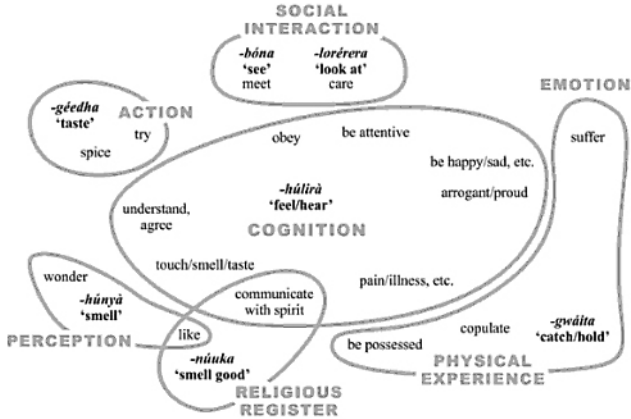 SOCIAL
INTERACTION
-bóna
'see'
meet
-lorérera
'look at'
care
EMOTION
-géedha
'taste'
ACTION
try
spice
obey
be attentive
suffer
be happy/sad, etc.
arrogant/proud
-húlirà
'feel/hear'
understand,
agree
COGNITION
touch/smell/taste
wonder
pain/illness, etc.
communicate
with spirit
-húnyà
'smell'
PERCEPTION
like
be possessed
copulate
-gwáita
'catch/hold'
-núuka
'smell good'
PHYSICAL
EXPERIENCE
RELIGIOUS
REGISTER